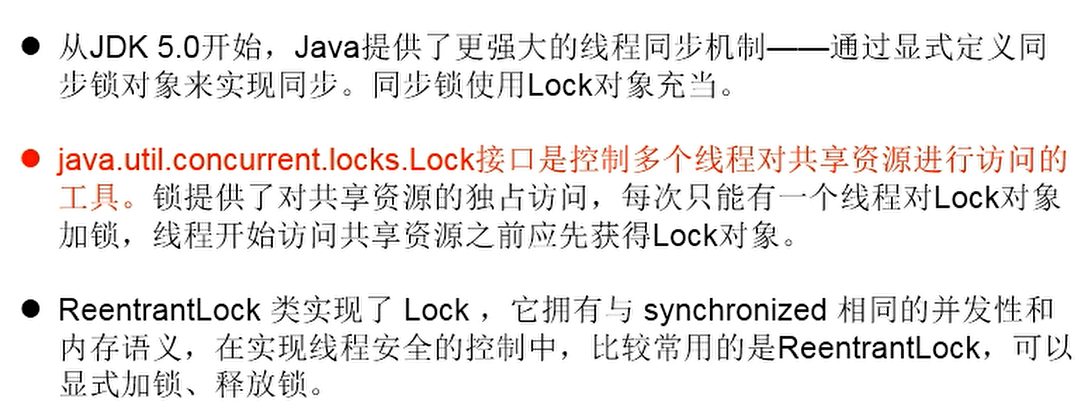 ● 从JDK 5.0开始，Java提供了更强大的线程同步机制——通过显式定义同
步锁对象来实现同步。同步锁使用Lock对象充当。
● java.util.concurrent.locks.Lock接口是控制多个线程对共享资源进行访问的
工具。锁提供了对共享资源的独占访问，每次只能有一个线程对Lock对象
加锁，线程开始访问共享资源之前应先获得Lock对象。
● ReentrantLock 类实现了 Lock ，它拥有与 synchronized 相同的并发性和
内存语义，在实现线程安全的控制中，比较常用的是ReentrantLock，可以
显式加锁、释放锁。